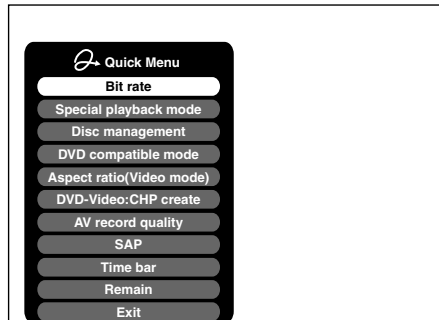 Quick Menu
Bit rate
Special playback mode
Disc management
DVD compatible mode
Aspect ratio(Video mode)
DVD-Video:CHP create
AV record quality
SAP
Time bar
Remain
Exit